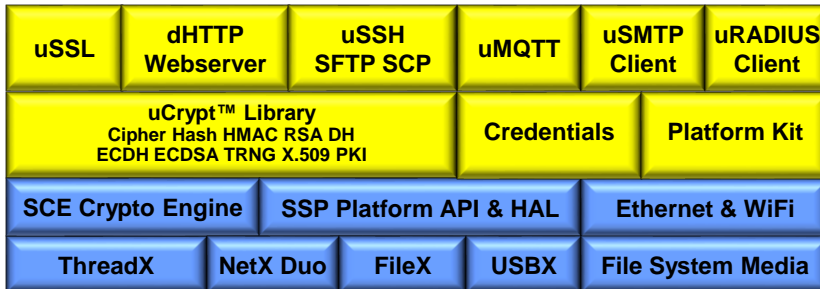 uSSL
dHTTP
Webserver
uSSH
SFTP SCP
uMQTT
uSMTP
Client
uRADIUS
Client
uCrypt™ Library
Cipher Hash HMAC RSA DH
ECDH ECDSA TRNG X.509 PKI
Credentials
Platform Kit
SCE Crypto Engine
SSP Platform API & HAL
Ethernet & WiFi
ThreadX
NetX Duo
FileX
USBX
File System Media